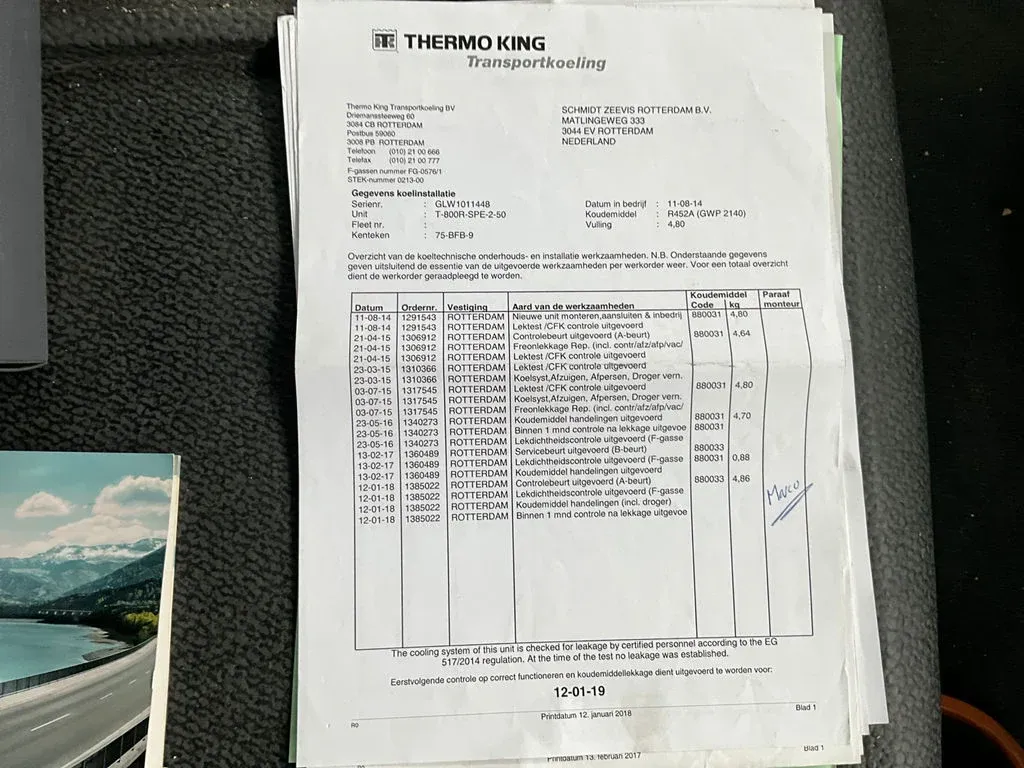 THERMO KING
Transportkoeling
Thermo King Transportkoeling BV
Driemanssteeweg 60
3084 CB ROTTERDAM
Postbus 59060
3008 PB ROTTERDAM
Telefoon (010) 21 00 666
Telefax (010) 21 00 777
F-gassen nummer FG-0576/1
STEK-nummer 0213-00
SCHMIDT ZEEVIS ROTTERDAM B.V.
MATLINGEWEG 333
3044 EV ROTTERDAM
NEDERLAND
Gegevens koelinstallatie
Serienr. : GLW1011448
Unit : T-800R-SPE-2-50
Fleet nr. :
Kenteken : 75-BFB-9
Datum in bedrijf : 11-08-14
Koudemiddel : R452A (GWP 2140)
Vulling : 4,80
Overzicht van de koeltechnische onderhouds- en installatie werkzaamheden. N.B. Onderstaande gegevens
geven uitsluitend de essentie van de uitgevoerde werkzaamheden per werkorder weer. Voor een totaal overzicht
dient de werkorder geraadpleegd te worden.
Koudemiddel Paraaf
Datum Ordernr. Vestiging Aard van de werkzaamheden Code kg monteur
11-08-14 1291543 ROTTERDAM Nieuwe unit monteren,aansluiten & inbedrij 880031 4,80
11-08-14 1291543 ROTTERDAM Lektest /CFK controle uitgevoerd
21-04-15 1306912 ROTTERDAM Controlebeurt uitgevoerd (A-beurt) 880031 4,64
21-04-15 1306912 ROTTERDAM Freonlekkage Rep. (incl. contr/afz/afp/vac/
21-04-15 1306912 ROTTERDAM Lektest /CFK controle uitgevoerd
23-03-15 1310366 ROTTERDAM Lektest /CFK controle uitgevoerd
23-03-15 1310366 ROTTERDAM Koelsyst,Afzuigen, Afpersen, Droger vern.
03-07-15 1317545 ROTTERDAM Lektest /CFK controle uitgevoerd 880031 4,80
03-07-15 1317545 ROTTERDAM Koelsyst,Afzuigen, Afpersen, Droger vern.
03-07-15 1317545 ROTTERDAM Freonlekkage Rep. (incl. contr/afz/afp/vac/
23-05-16 1340273 ROTTERDAM Koudemiddel handelingen uitgevoerd 880031 4,70
23-05-16 1340273 ROTTERDAM Binnen 1 mnd controle na lekkage uitgevoe 880031
23-05-16 1340273 ROTTERDAM Lekdichtheidscontrole uitgevoerd (F-gasse
13-02-17 1360489 ROTTERDAM Servicebeurt uitgevoerd (B-beurt) 880033
13-02-17 1360489 ROTTERDAM Lekdichtheidscontrole uitgevoerd (F-gasse 880031 0,88
13-02-17 1360489 ROTTERDAM Koudemiddel handelingen uitgevoerd
12-01-18 1385022 ROTTERDAM Controlebeurt uitgevoerd (A-beurt) 880033 4,86
12-01-18 1385022 ROTTERDAM Lekdichtheidscontrole uitgevoerd (F-gasse
12-01-18 1385022 ROTTERDAM Koudemiddel handelingen (incl. droger)
12-01-18 1385022 ROTTERDAM Binnen 1 mnd controle na lekkage uitgevoe
The cooling system of this unit is checked for leakage by certified personnel according to the EG
517/2014 regulation. At the time of the test no leakage was established.
Eerstvolgende controle op correct functioneren en koudemiddellekkage dient uitgevoerd te worden voor:
12-01-19
R0 Printdatum 12. januari 2018 Blad 1
Printdatum 13. februari 2017 Blad 1